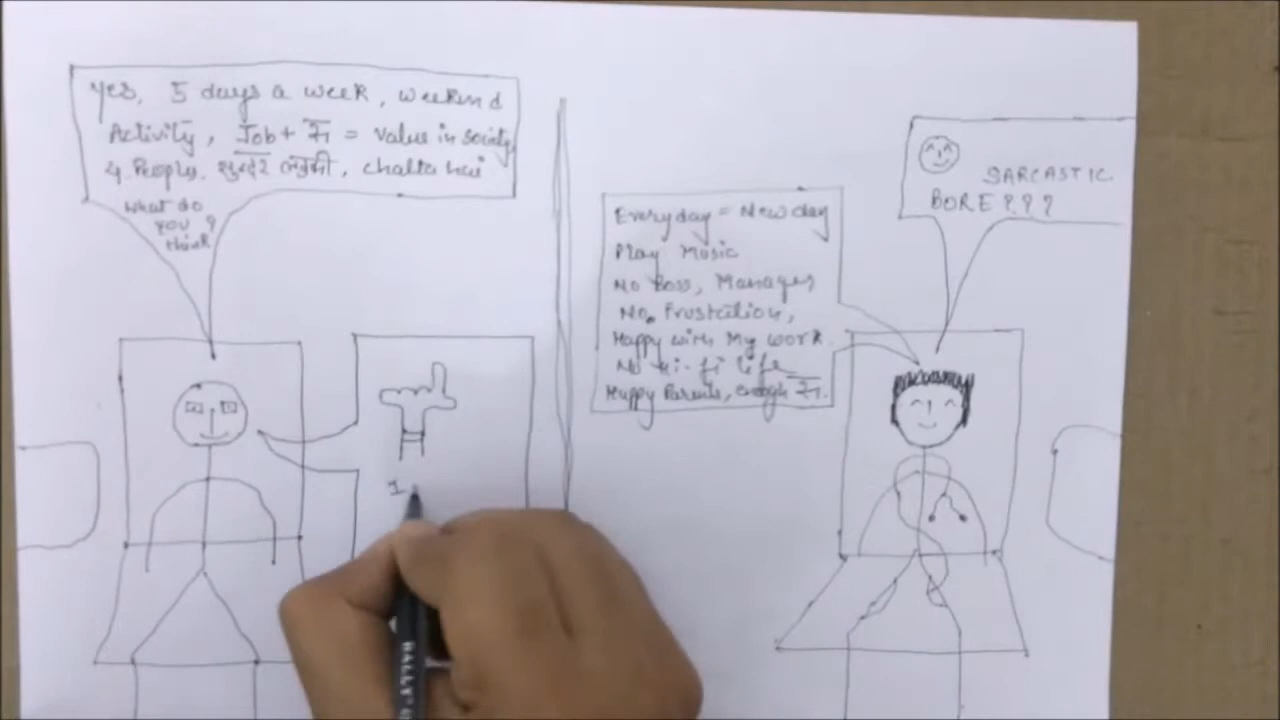 Yes, 5 days a week, weekend
Activity, Job + रु = Value in society
4 People. सुन्दर लड़की, chalta hai
What do
you ?
think
I
Everyday = New day
Play Music
No Boss, Manager
No Frustation,
Happy with My work.
No Hi-fi life
Happy Parents, enough रु.
SARCASTIC.
BORE???